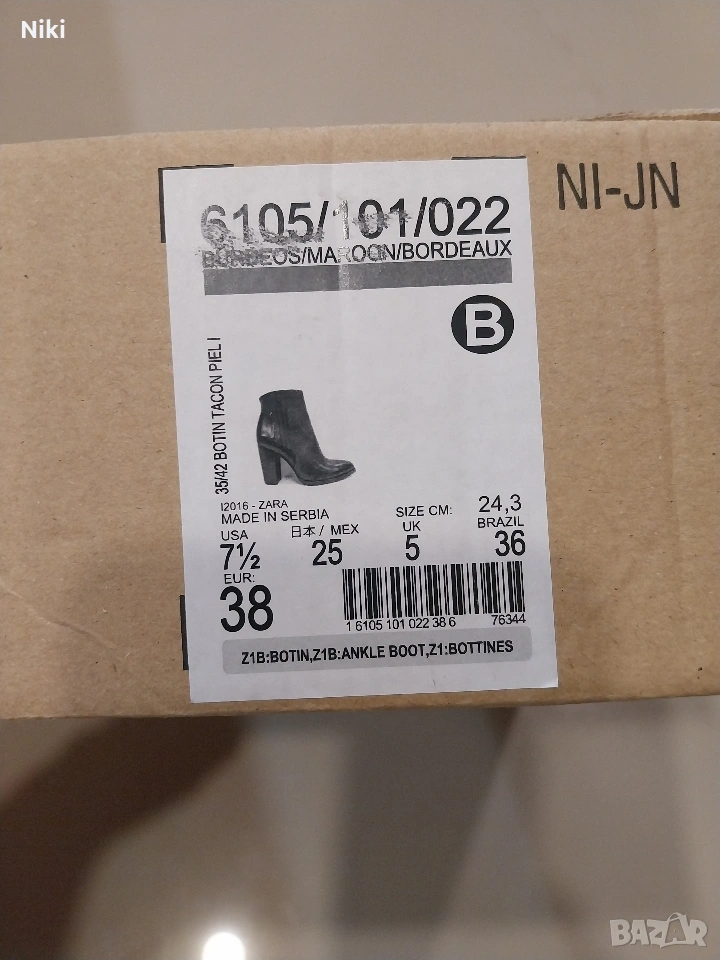 Niki
NI-JN
6105/101/022
BURDEOS/MAROON/BORDEAUX
B
35/42 BOTIN TACON PIEL I
I2016 - ZARA
MADE IN SERBIA
SIZE CM: 24,3
USA 日本 / MEX UK BRAZIL
7½ 25 5 36
EUR:
38
1 6105 101 022 38 6 76344
Z1B:BOTIN,Z1B:ANKLE BOOT,Z1:BOTTINES
BAZAR